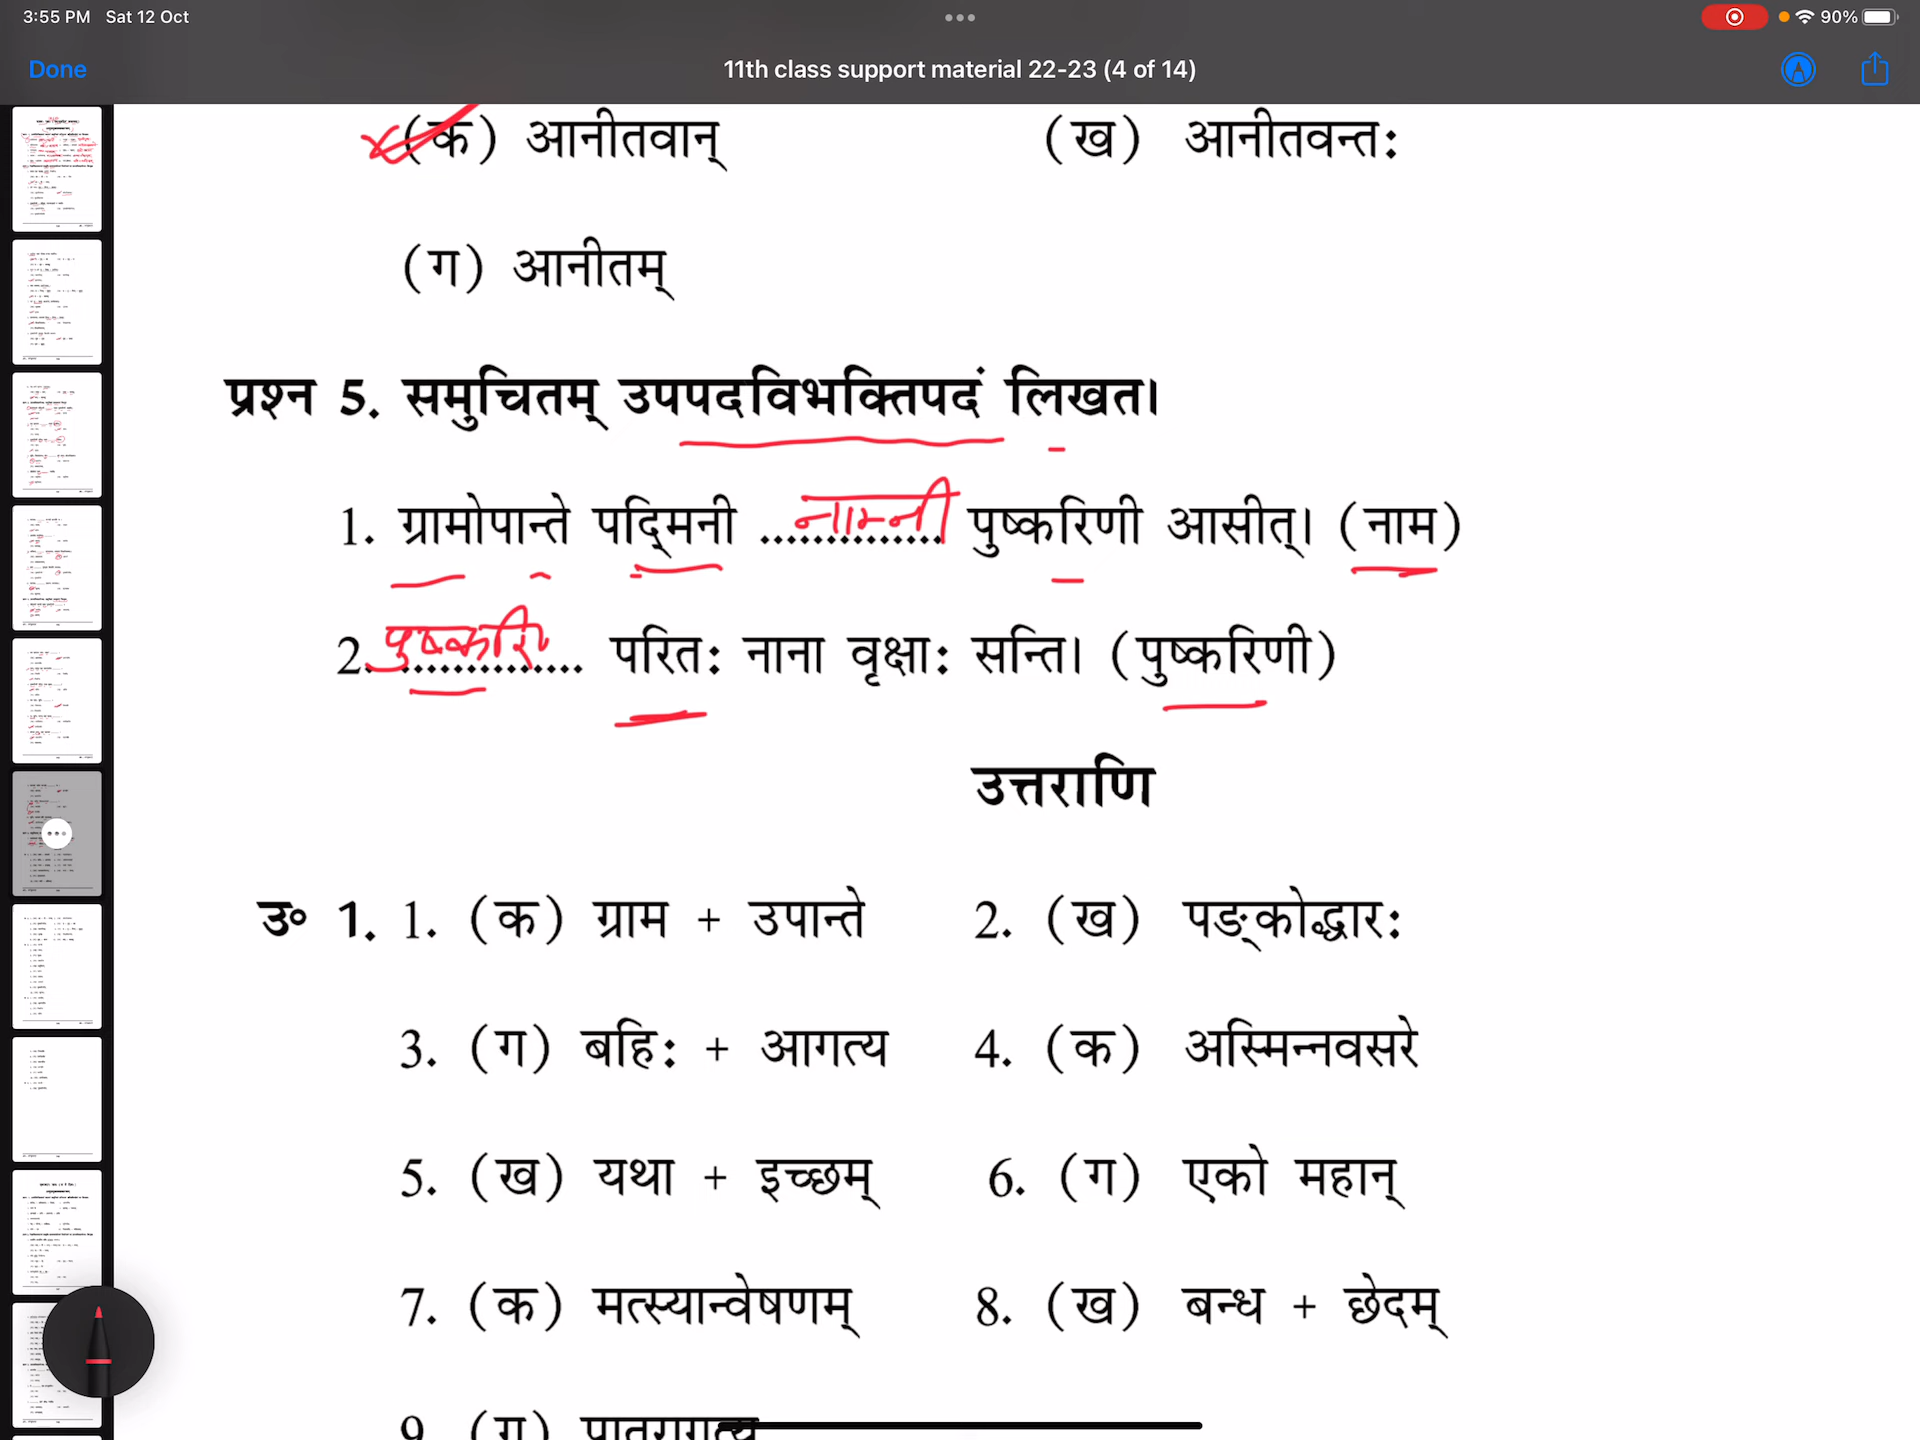 3:55 PM Sat 12 Oct 90%
Done 11th class support material 22-23 (4 of 14)
(क) आनीतवान् (ख) आनीतवन्तः
(ग) आनीतम्
प्रश्न 5. समुचितम् उपपदविभक्तिपदं लिखत।
1. ग्रामोपान्ते पद्मिनी ....नाम्नी.... पुष्करिणी आसीत्। (नाम)
2. ....पुष्करि.... परितः नाना वृक्षाः सन्ति। (पुष्करिणी)
उत्तराणि
उ० 1. 1. (क) ग्राम + उपान्ते 2. (ख) पङ्कोद्धारः
3. (ग) बहिः + आगत्य 4. (क) अस्मिन्नवसरे
5. (ख) यथा + इच्छम् 6. (ग) एको महान्
7. (क) मत्स्यान्वेषणम् 8. (ख) बन्ध + छेदम्
9. (ग)